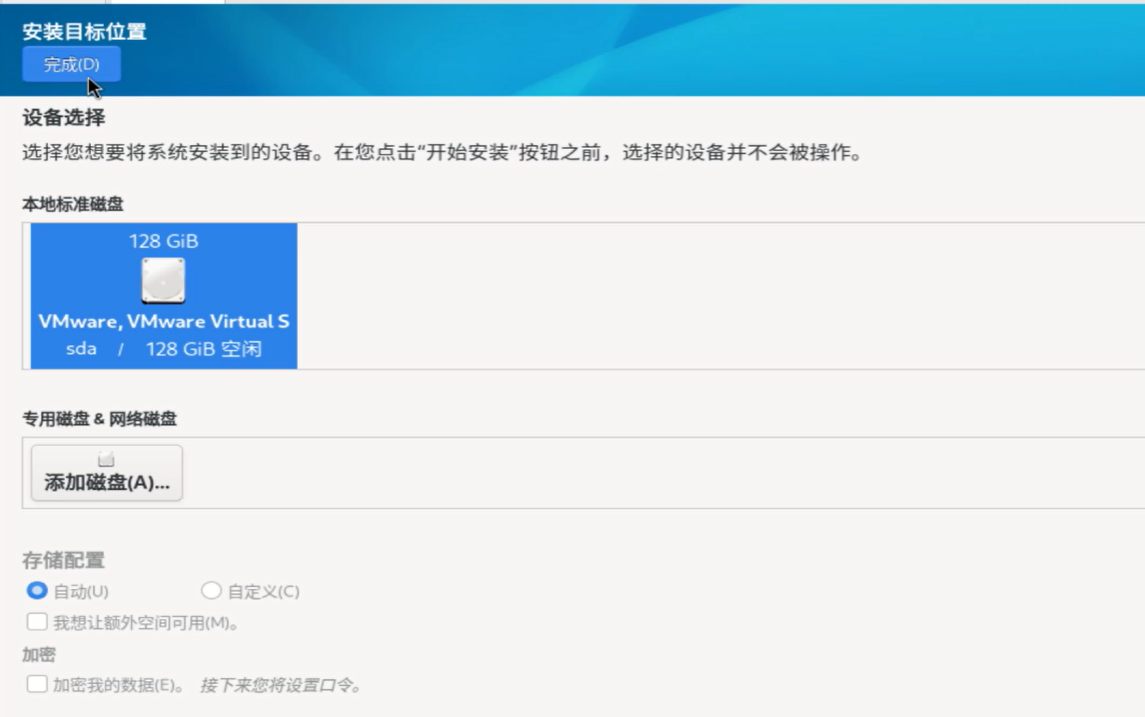 安装目标位置
完成(D)
设备选择
选择您想要将系统安装到的设备。在您点击“开始安装”按钮之前，选择的设备并不会被操作。
本地标准磁盘
128 GiB
VMware, VMware Virtual S
sda / 128 GiB 空闲
专用磁盘 & 网络磁盘
添加磁盘(A)...
存储配置
自动(U) 自定义(C)
我想让额外空间可用(M)。
加密
加密我的数据(E)。 接下来您将设置口令。